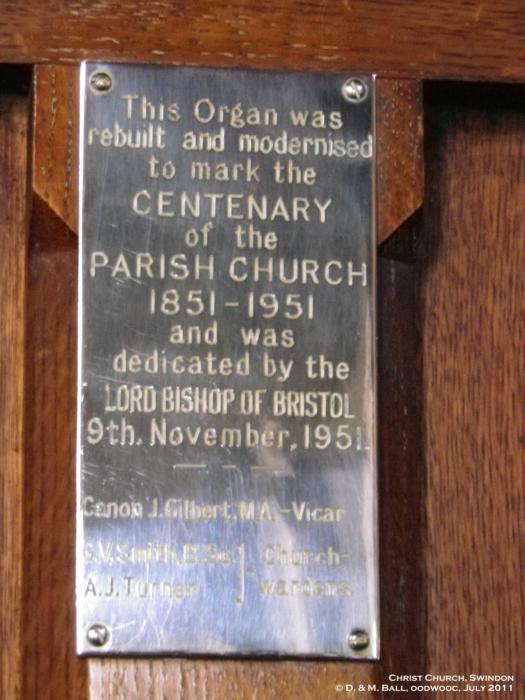 This Organ was
rebuilt and modernised
to mark the
CENTENARY
of the
PARISH CHURCH
1851-1951
and was
dedicated by the
LORD BISHOP OF BRISTOL
9th. November, 1951.
Canon J. Gilbert, M.A. - Vicar
G.V. Smith, B.Sc. } - Church-
A.J. Turner } wardens.
CHRIST CHURCH, SWINDON
© D. & M. BALL, OODWOOC, JULY 2011